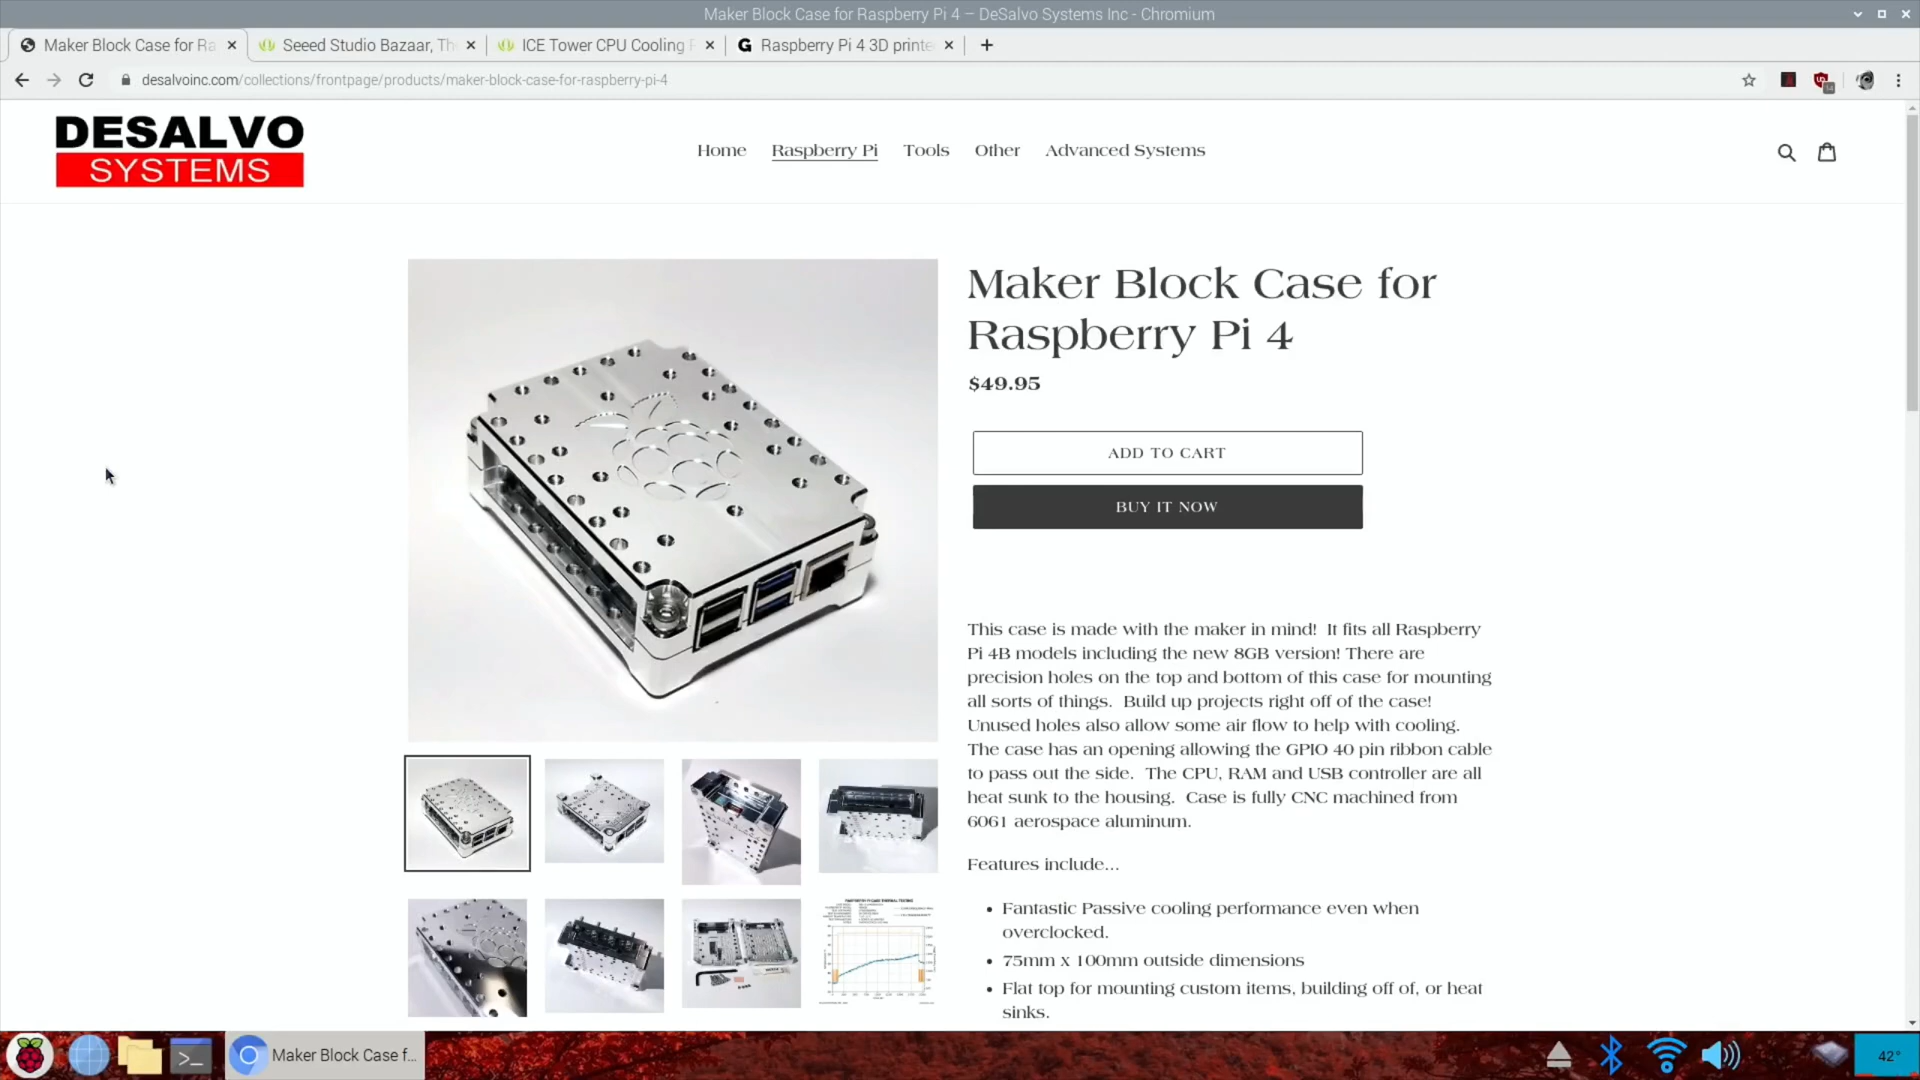 Maker Block Case for Raspberry Pi 4 – DeSalvo Systems Inc - Chromium
Maker Block Case for Ra
Seeed Studio Bazaar, Th
ICE Tower CPU Cooling F
Raspberry Pi 4 3D printe
desalvoinc.com/collections/frontpage/products/maker-block-case-for-raspberry-pi-4
14
DESALVO
SYSTEMS
Home
Raspberry Pi
Tools
Other
Advanced Systems
Maker Block Case for
Raspberry Pi 4
$49.95
ADD TO CART
BUY IT NOW
This case is made with the maker in mind! It fits all Raspberry
Pi 4B models including the new 8GB version! There are
precision holes on the top and bottom of this case for mounting
all sorts of things. Build up projects right off of the case!
Unused holes also allow some air flow to help with cooling.
The case has an opening allowing the GPIO 40 pin ribbon cable
to pass out the side. The CPU, RAM and USB controller are all
heat sunk to the housing. Case is fully CNC machined from
6061 aerospace aluminum.
Features include...
• Fantastic Passive cooling performance even when
overclocked.
• 75mm x 100mm outside dimensions
• Flat top for mounting custom items, building off of, or heat
sinks.
Maker Block Case f...
42°